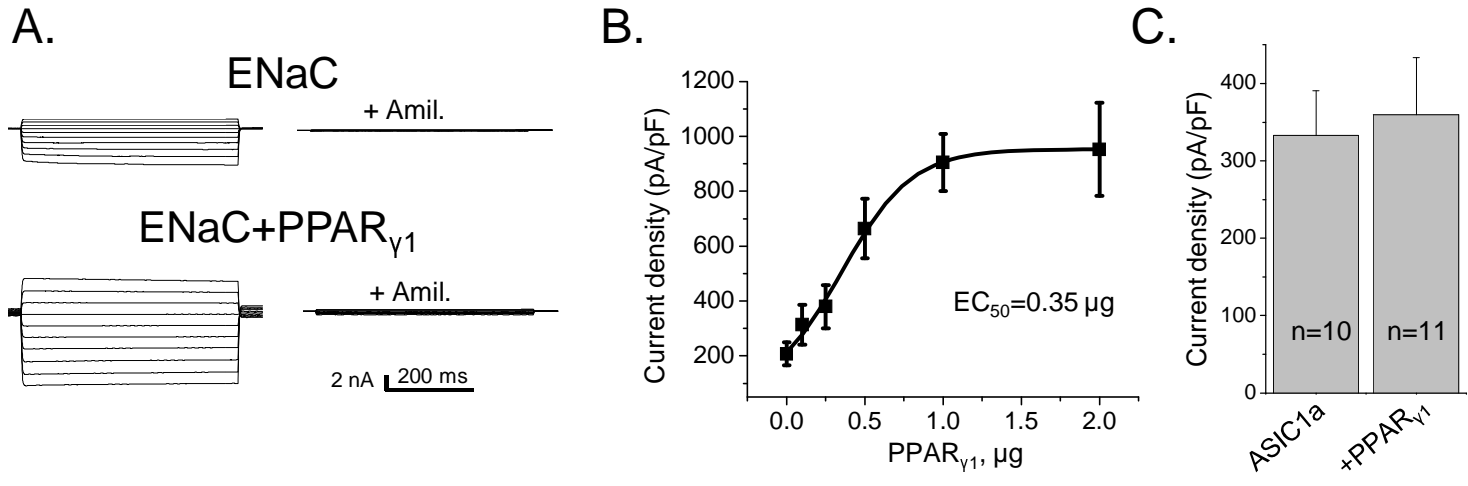 A.
ENaC
+ Amil.
ENaC+PPARγ1
+ Amil.
2 nA
200 ms
B.
Current density (pA/pF)
1200
1000
800
600
400
200
0.0 0.5 1.0 2.0
EC50=0.35 µg
PPARγ1, µg
C.
Current density (pA/pF)
400
300
200
100
0
n=10
n=11
ASIC1a
+PPARγ1